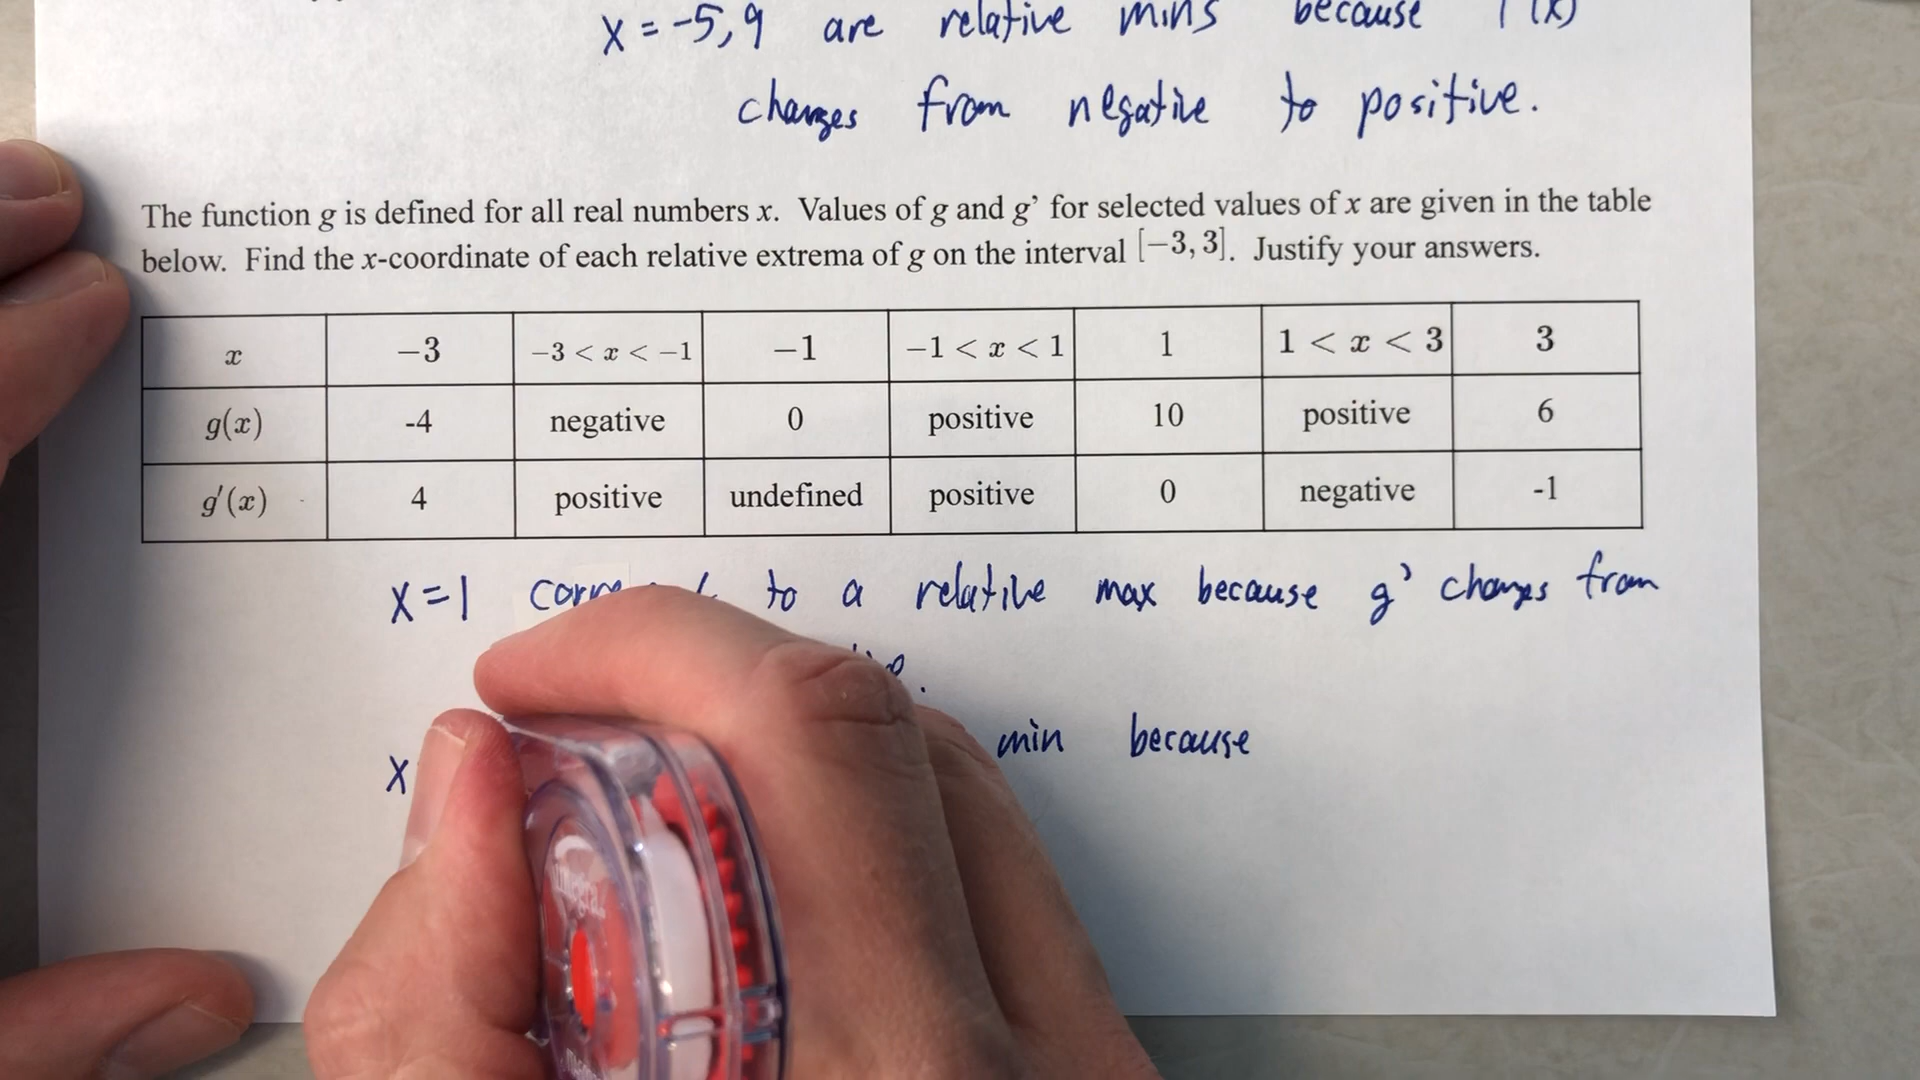 x = -5, 9 are relative mins because
changes from negative to positive.
The function g is defined for all real numbers x. Values of g and g' for selected values of x are given in the table
below. Find the x-coordinate of each relative extrema of g on the interval [−3, 3]. Justify your answers.
x −3 −3 < x < −1 −1 −1 < x < 1 1 1 < x < 3 3
g(x) -4 negative 0 positive 10 positive 6
g'(x) 4 positive undefined positive 0 negative -1
x=1 to a relative max because g' changes from
x min because